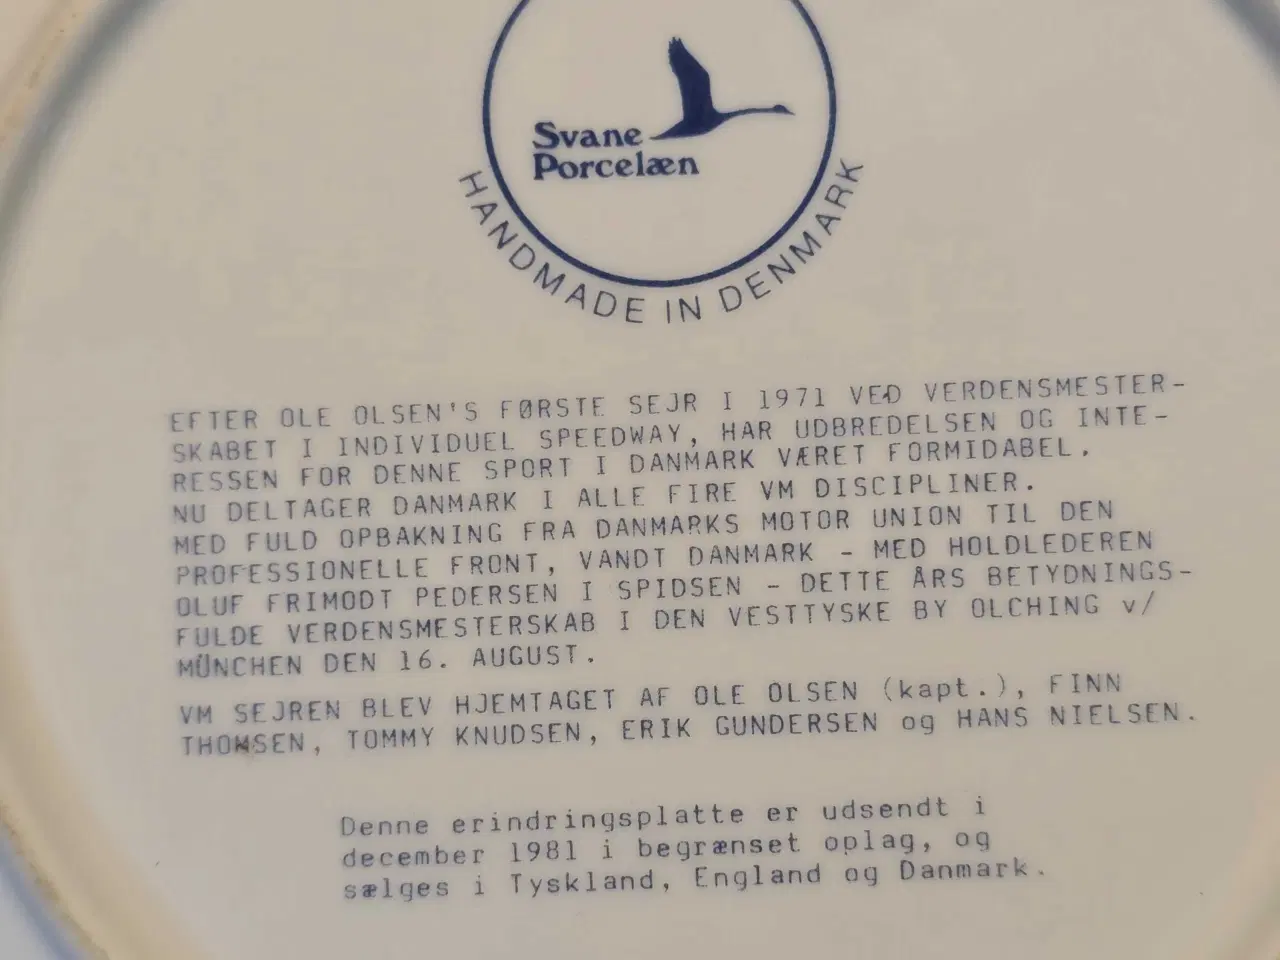 Svane
Porcelæn
HANDMADE IN DENMARK
EFTER OLE OLSEN'S FØRSTE SEJR I 1971 VED VERDENSMESTER-
SKABET I INDIVIDUEL SPEEDWAY, HAR UDBREDELSEN OG INTE-
RESSEN FOR DENNE SPORT I DANMARK VÆRET FORMIDABEL.
NU DELTAGER DANMARK I ALLE FIRE VM DISCIPLINER.
MED FULD OPBAKNING FRA DANMARKS MOTOR UNION TIL DEN
PROFESSIONELLE FRONT, VANDT DANMARK - MED HOLDLEDEREN
OLUF FRIMODT PEDERSEN I SPIDSEN - DETTE ÅRS BETYDNINGS-
FULDE VERDENSMESTERSKAB I DEN VESTTYSKE BY OLCHING v/
MÜNCHEN DEN 16. AUGUST.
VM SEJREN BLEV HJEMTAGET AF OLE OLSEN (kapt.), FINN
THOMSEN, TOMMY KNUDSEN, ERIK GUNDERSEN og HANS NIELSEN.
Denne erindringsplatte er udsendt i
december 1981 i begrænset oplag, og
sælges i Tyskland, England og Danmark.